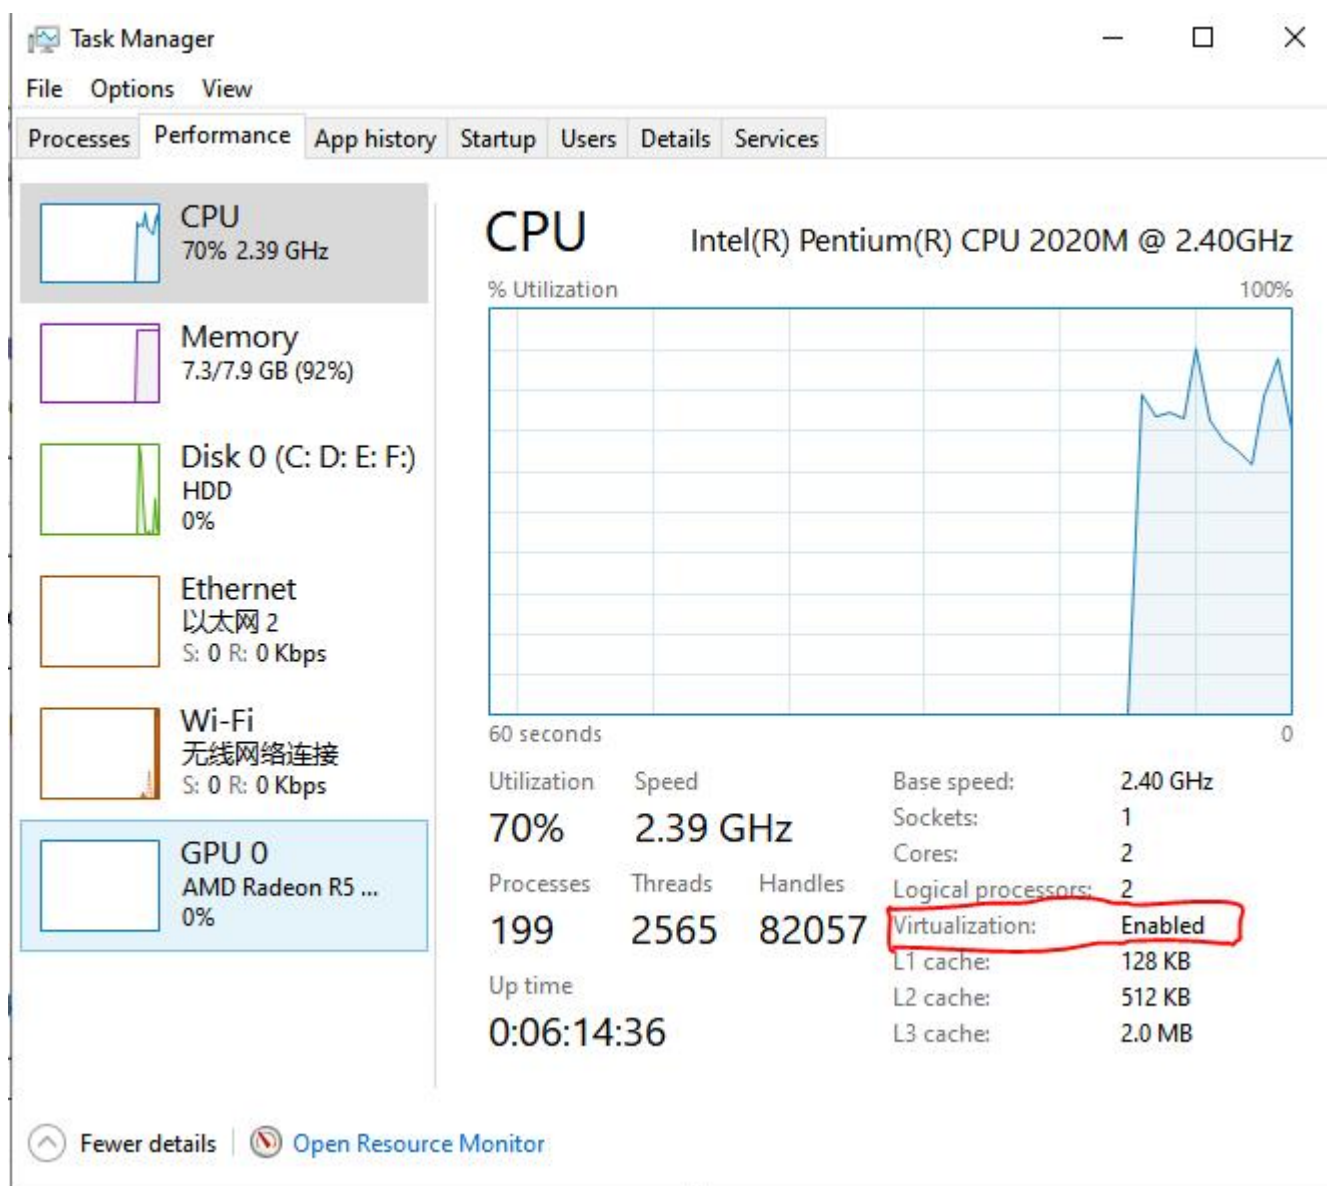 Task Manager
File Options View
Processes Performance App history Startup Users Details Services
CPU
70% 2.39 GHz
Memory
7.3/7.9 GB (92%)
Disk 0 (C: D: E: F:)
HDD
0%
Ethernet
以太网 2
S: 0 R: 0 Kbps
Wi-Fi
无线网络连接
S: 0 R: 0 Kbps
GPU 0
AMD Radeon R5 ...
0%
CPU Intel(R) Pentium(R) CPU 2020M @ 2.40GHz
% Utilization 100%
60 seconds 0
Utilization Speed
70% 2.39 GHz
Processes Threads Handles
199 2565 82057
Up time
0:06:14:36
Base speed: 2.40 GHz
Sockets: 1
Cores: 2
Logical processors: 2
Virtualization: Enabled
L1 cache: 128 KB
L2 cache: 512 KB
L3 cache: 2.0 MB
Fewer details Open Resource Monitor